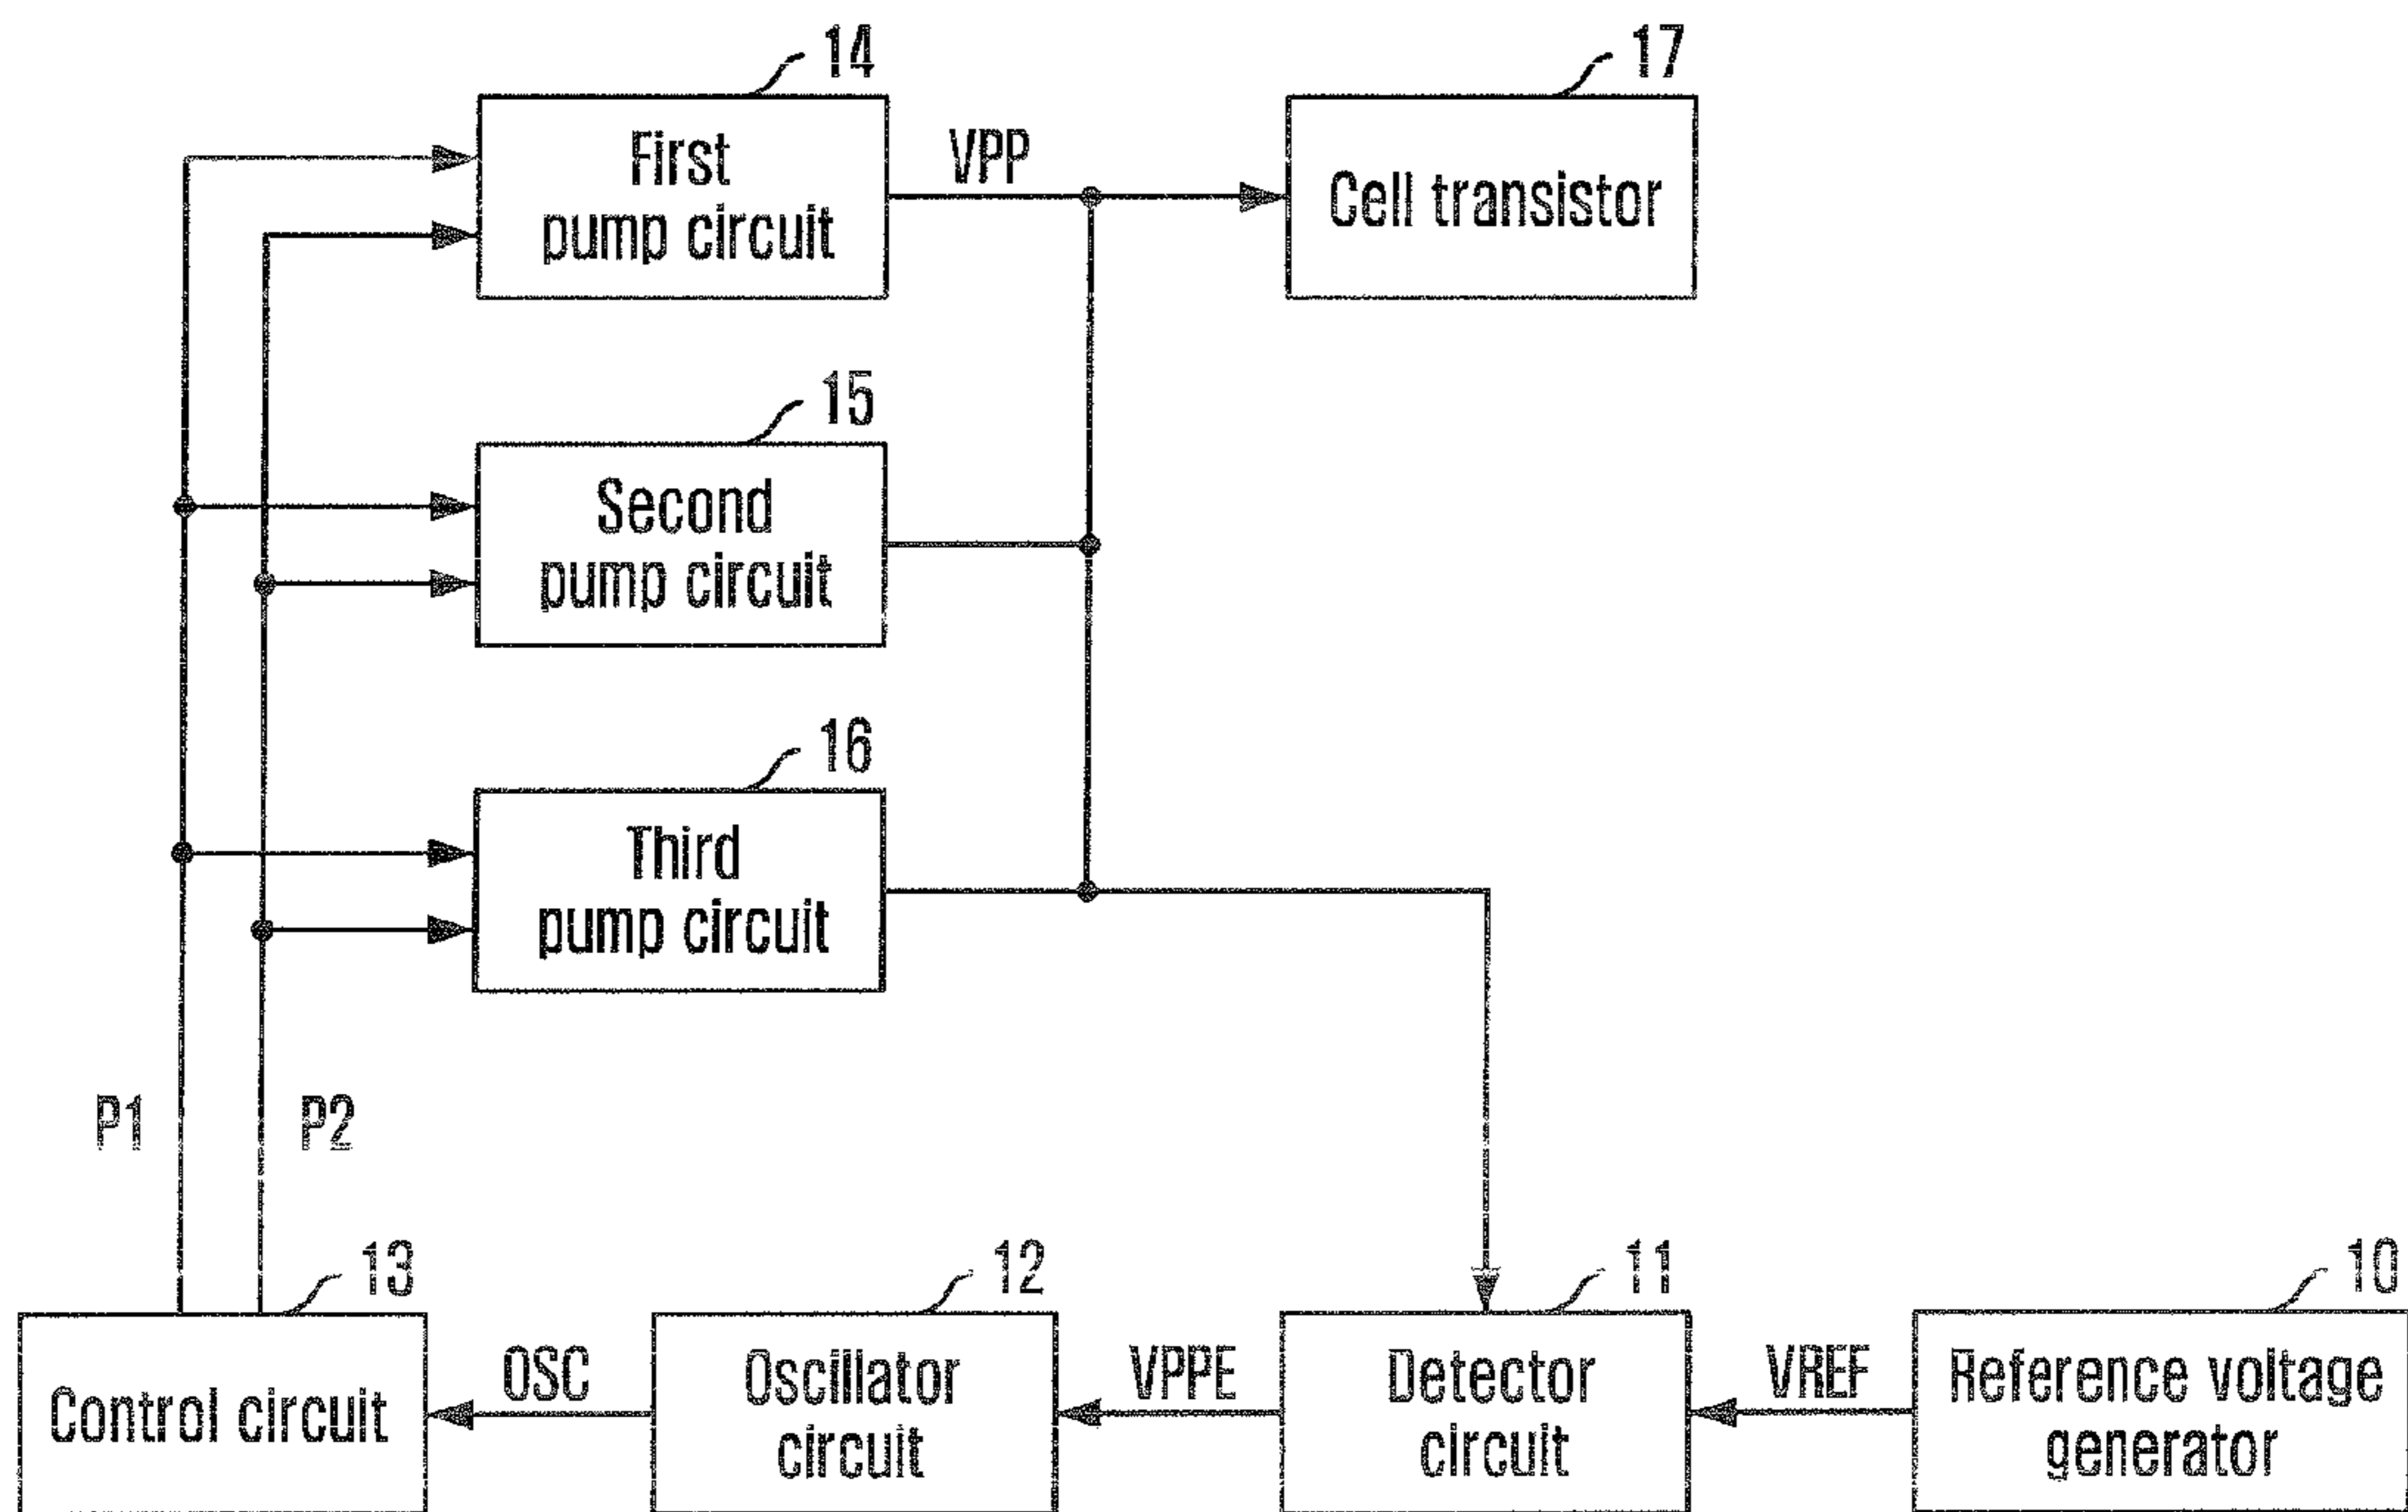 14
First
pump circuit
VPP
17
Cell transistor
15
Second
pump circuit
16
Third
pump circuit
P1
P2
13
Control circuit
OSC
12
Oscillator
circuit
VPPE
11
Detector
circuit
VREF
10
Reference voltage
generator